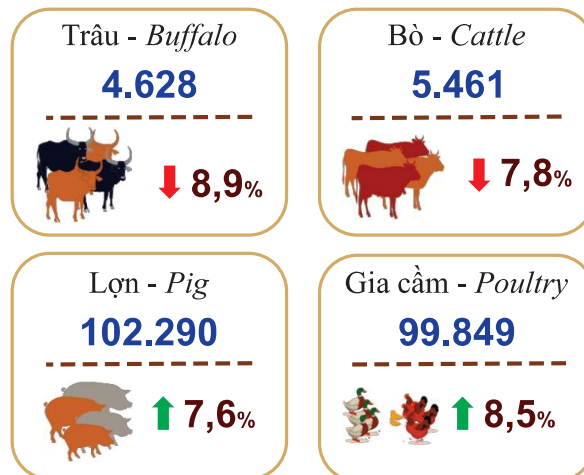 Trâu - Buffalo
4.628
8,9%
Bò - Cattle
5.461
7,8%
Lợn - Pig
102.290
7,6%
Gia cầm - Poultry
99.849
8,5%